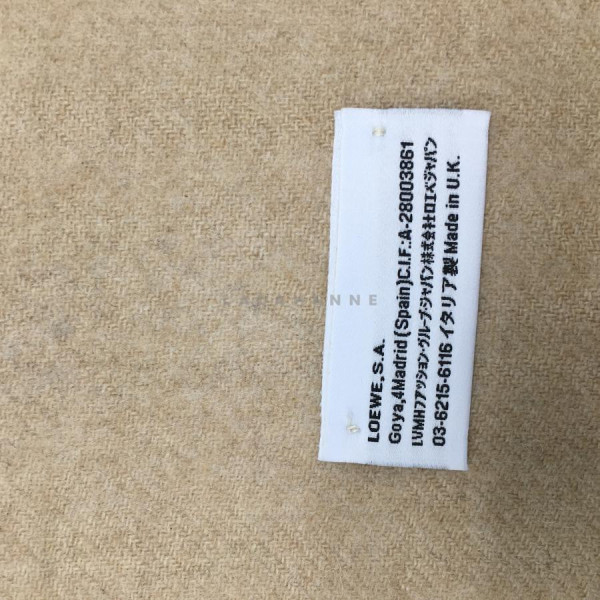 LOEWE,S.A.
Goya,4Madrid(Spain)C.I.F.:A-28003861
LVMHファッション・グループ・ジャパン株式会社ロエベジャパン
03-6215-6116 イタリア製 Made in U.K.